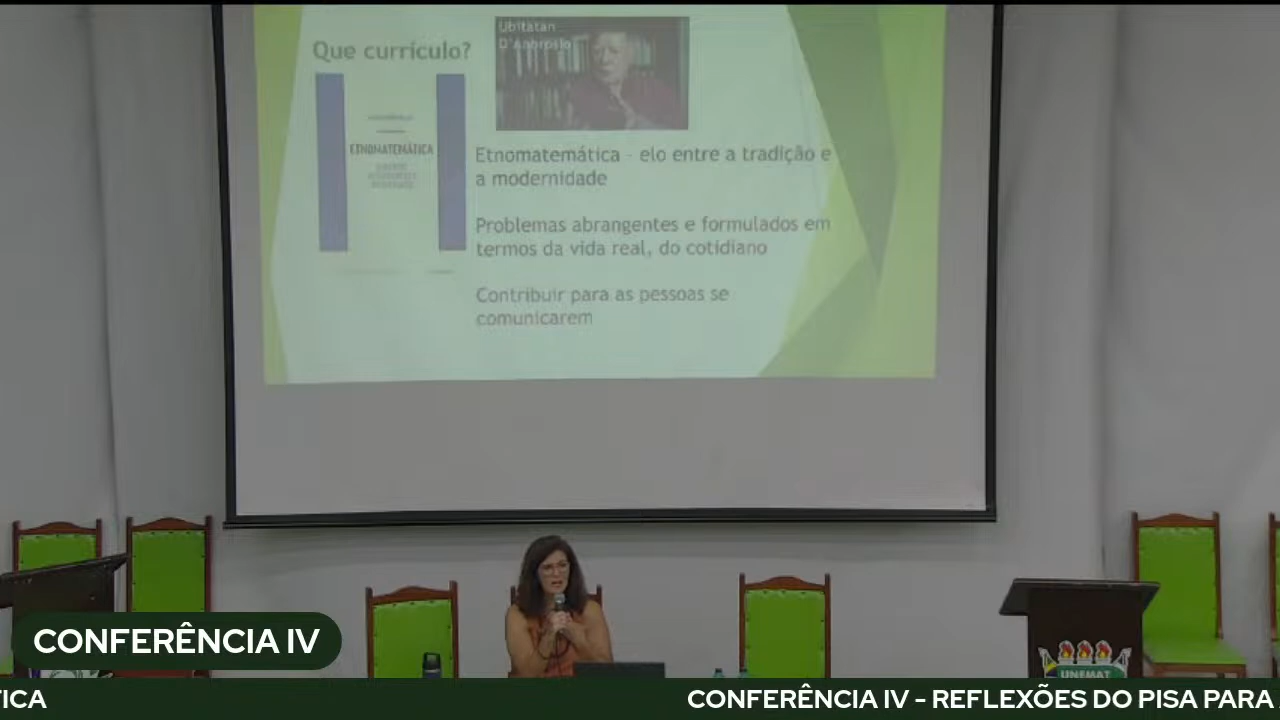 Ubiratan
D'Ambrosio
Que currículo?
ETNOMATEMÁTICA
Etnomatemática – elo entre a tradição e
a modernidade
Problemas abrangentes e formulados em
termos da vida real, do cotidiano
Contribuir para as pessoas se
comunicarem
CONFERÊNCIA IV
UNEMAT
TICA
CONFERÊNCIA IV - REFLEXÕES DO PISA PARA